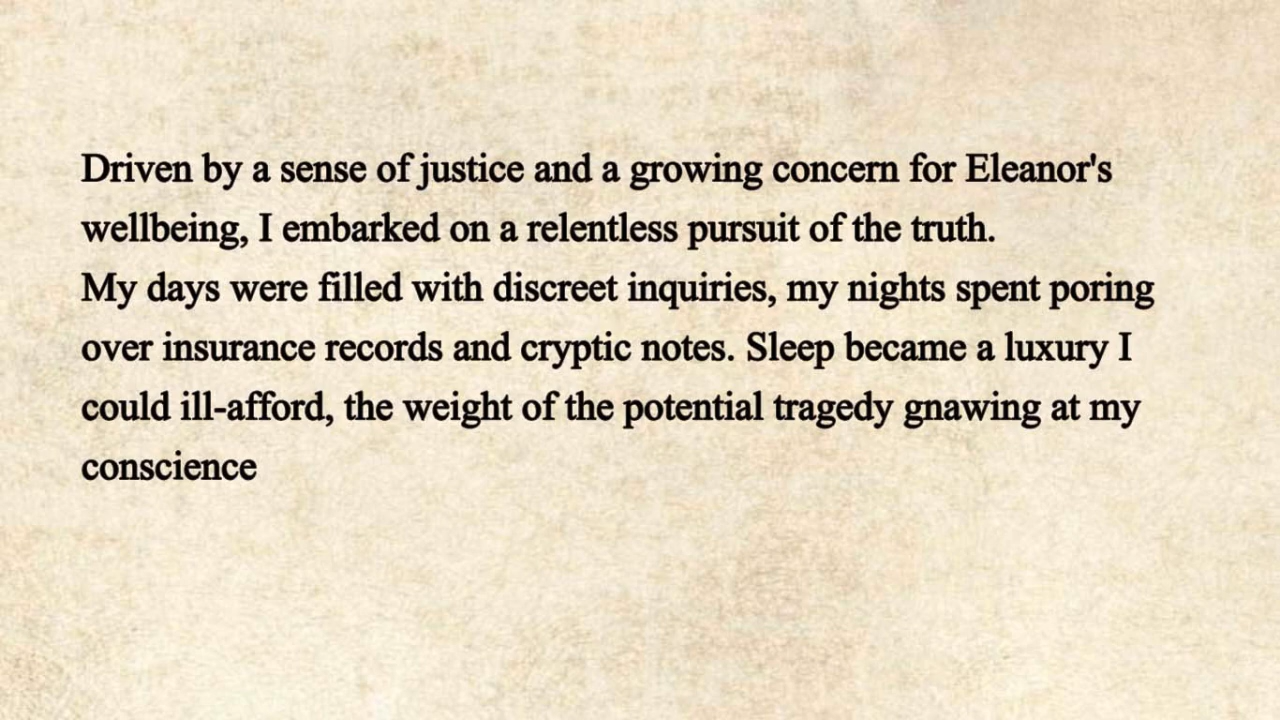 Driven by a sense of justice and a growing concern for Eleanor's
wellbeing, I embarked on a relentless pursuit of the truth.
My days were filled with discreet inquiries, my nights spent poring
over insurance records and cryptic notes. Sleep became a luxury I
could ill-afford, the weight of the potential tragedy gnawing at my
conscience